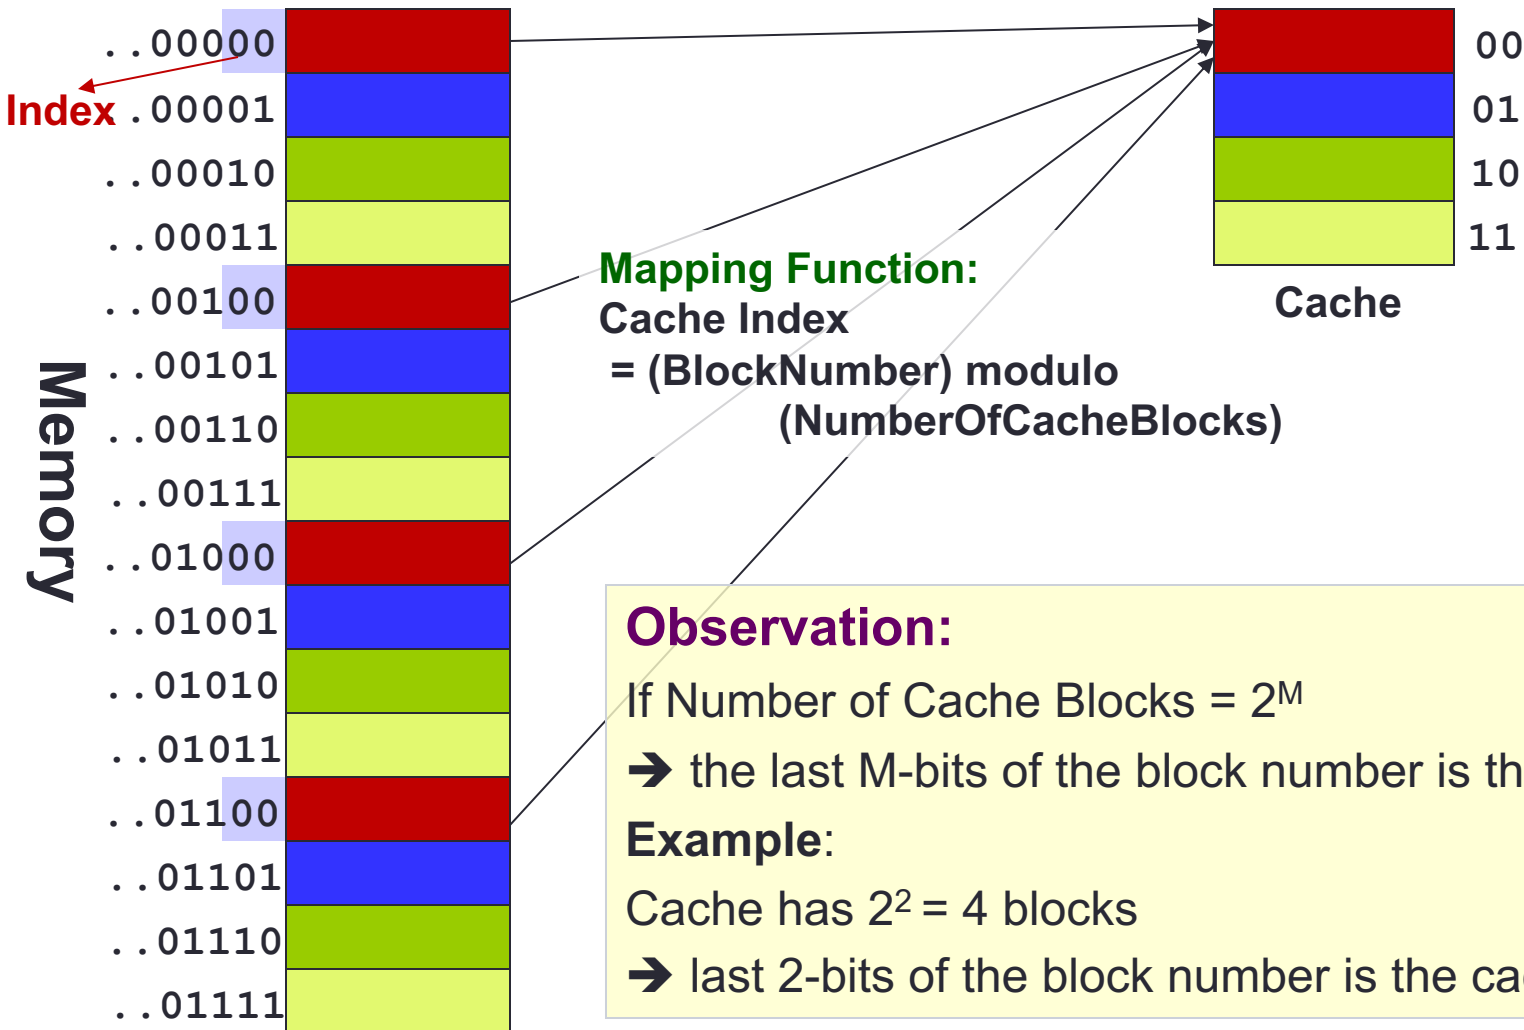 ..00000
Index
..00001
..00010
..00011
..00100
..00101
..00110
..00111
..01000
..01001
..01010
..01011
..01100
..01101
..01110
..01111
Memory
Mapping Function:
Cache Index
= (BlockNumber) modulo
(NumberOfCacheBlocks)
00
01
10
11
Cache
Observation:
If Number of Cache Blocks = 2^M
➔ the last M-bits of the block number is
Example:
Cache has 2² = 4 blocks
➔ last 2-bits of the block number is the